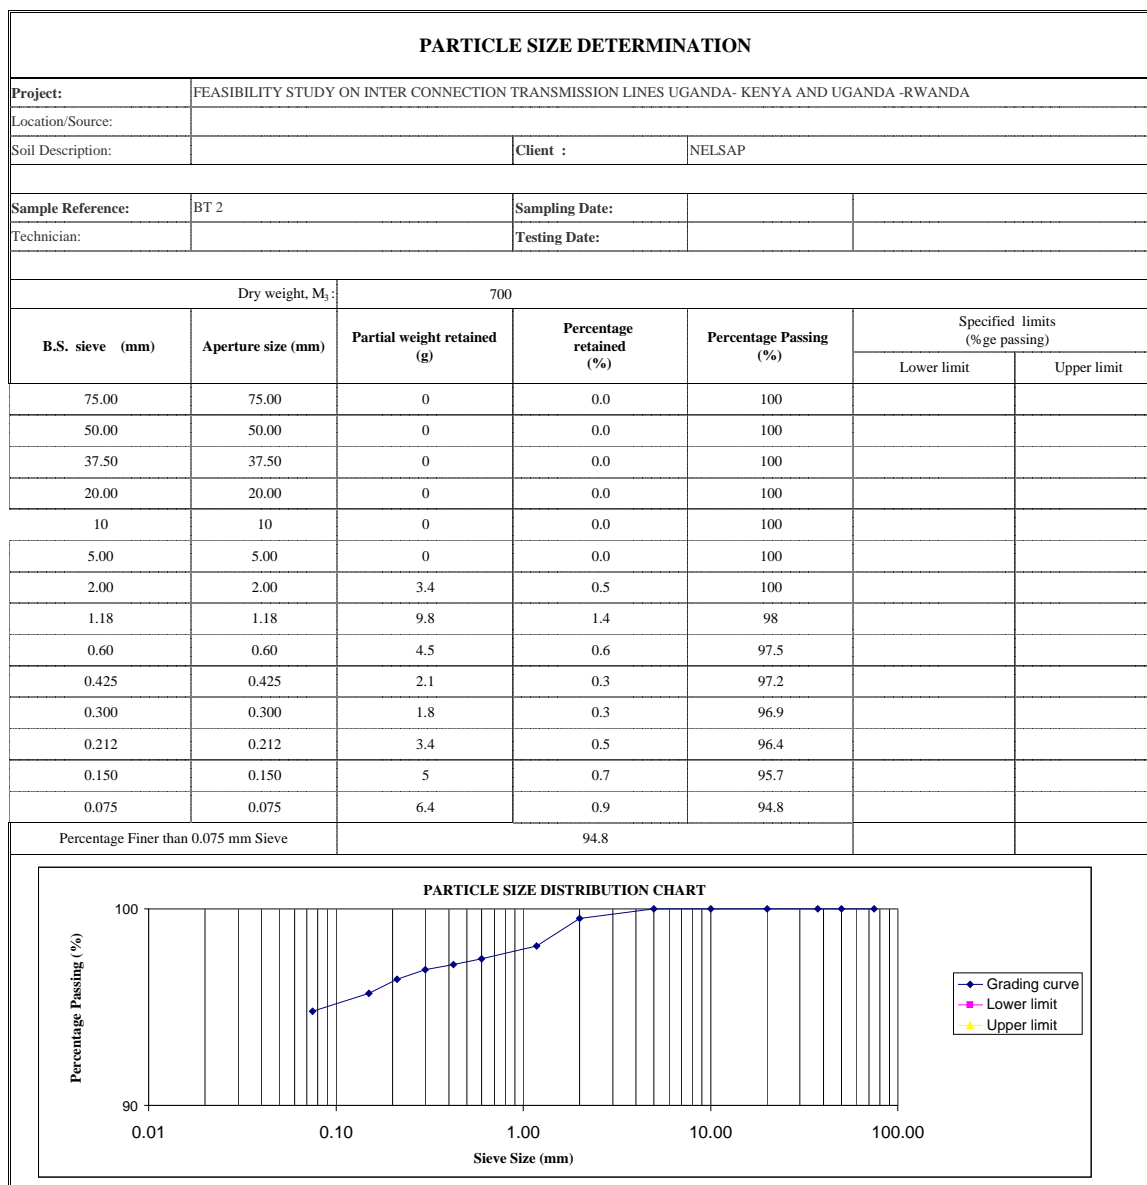 PARTICLE SIZE DETERMINATION
Project: FEASIBILITY STUDY ON INTER CONNECTION TRANSMISSION LINES UGANDA- KENYA AND UGANDA -RWANDA
Location/Source:
Soil Description: Client : NELSAP
Sample Reference: BT 2 Sampling Date:
Technician: Testing Date:
Dry weight, M3 : 700
B.S. sieve (mm) Aperture size (mm) Partial weight retained (g) Percentage retained (%) Percentage Passing (%) Specified limits (%ge passing)
Lower limit Upper limit
75.00 75.00 0 0.0 100
50.00 50.00 0 0.0 100
37.50 37.50 0 0.0 100
20.00 20.00 0 0.0 100
10 10 0 0.0 100
5.00 5.00 0 0.0 100
2.00 2.00 3.4 0.5 100
1.18 1.18 9.8 1.4 98
0.60 0.60 4.5 0.6 97.5
0.425 0.425 2.1 0.3 97.2
0.300 0.300 1.8 0.3 96.9
0.212 0.212 3.4 0.5 96.4
0.150 0.150 5 0.7 95.7
0.075 0.075 6.4 0.9 94.8
Percentage Finer than 0.075 mm Sieve 94.8
PARTICLE SIZE DISTRIBUTION CHART
Percentage Passing (%)
100
90
0.01 0.10 1.00 10.00 100.00
Sieve Size (mm)
Grading curve
Lower limit
Upper limit